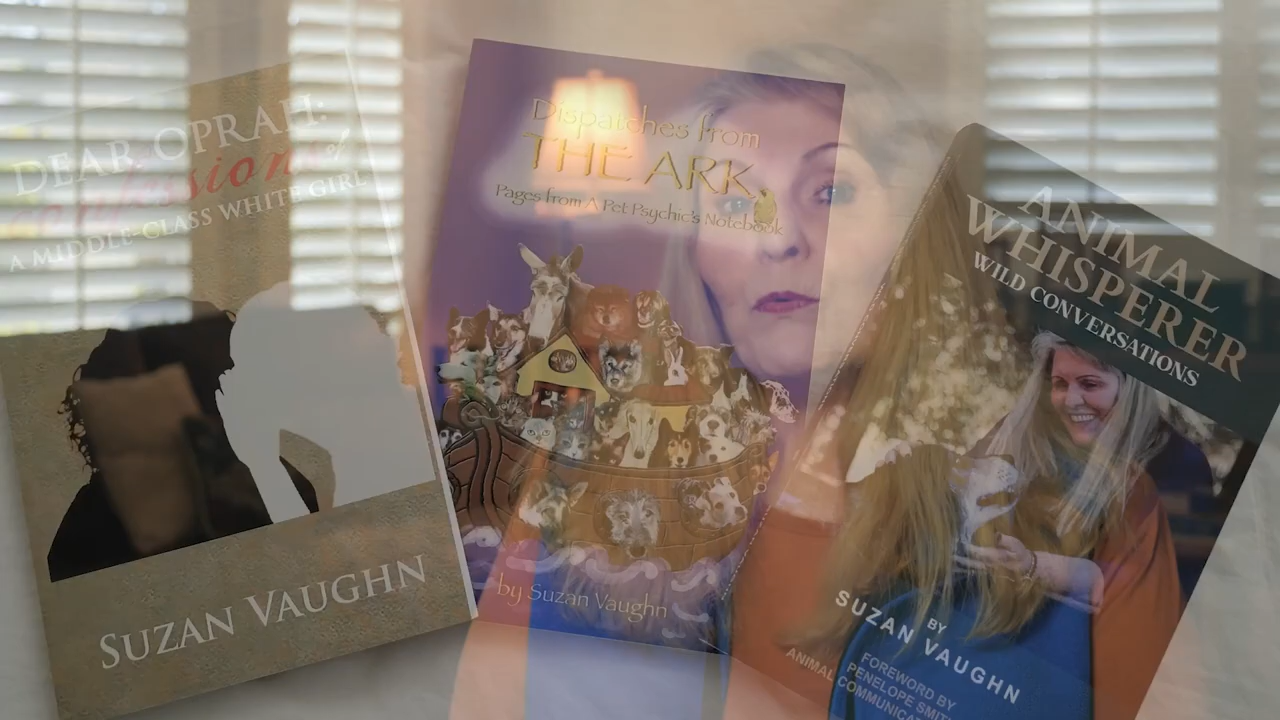 DEAR OPRAH:
confessions of
A MIDDLE-CLASS WHITE GIRL
SUZAN VAUGHN
Dispatches from
THE ARK
Pages from A Pet Psychic's Notebook
by Suzan Vaughn
ANIMAL
WHISPERER
WILD CONVERSATIONS
BY
SUZAN VAUGHN
FOREWORD BY
PENELOPE
ANIMAL